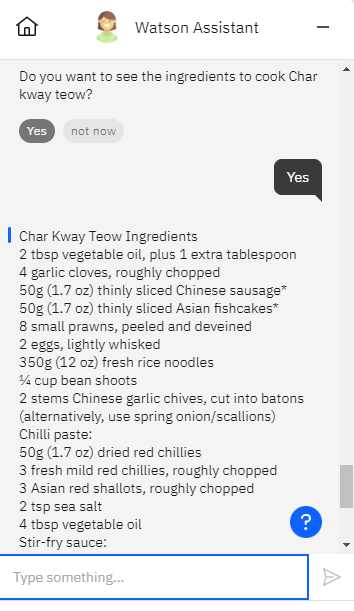 Watson Assistant
Do you want to see the ingredients to cook Char
kway teow?
Yes
not now
Yes
Char Kway Teow Ingredients
2 tbsp vegetable oil, plus 1 extra tablespoon
4 garlic cloves, roughly chopped
50g (1.7 oz) thinly sliced Chinese sausage*
50g (1.7 oz) thinly sliced Asian fishcakes*
8 small prawns, peeled and deveined
2 eggs, lightly whisked
350g (12 oz) fresh rice noodles
¼ cup bean shoots
2 stems Chinese garlic chives, cut into batons
(alternatively, use spring onion/scallions)
Chilli paste:
50g (1.7 oz) dried red chillies
3 fresh mild red chillies, roughly chopped
3 Asian red shallots, roughly chopped
2 tsp sea salt
4 tbsp vegetable oil
Stir-fry sauce:
?
Type something...